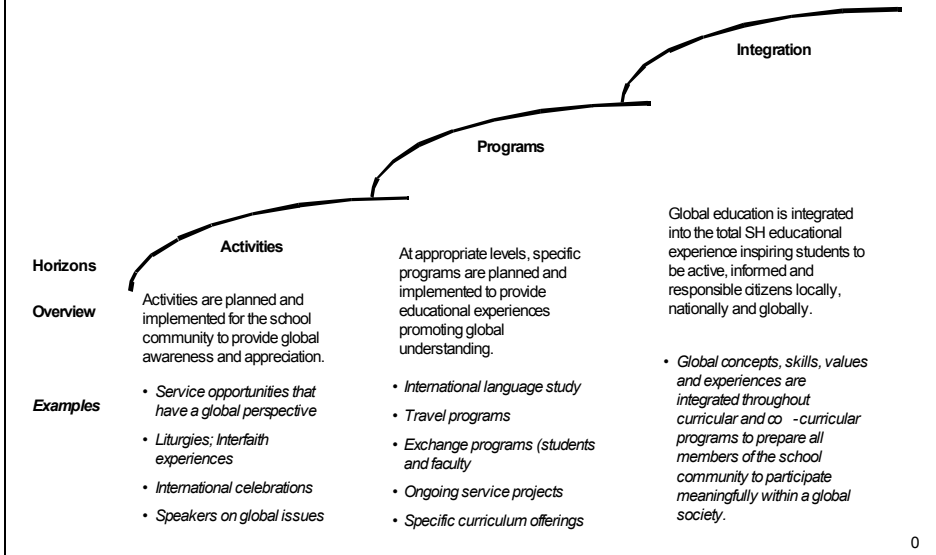 Integration
Programs
Activities
Horizons
Overview
Activities are planned and
implemented for the school
community to provide global
awareness and appreciation.
At appropriate levels, specific
programs are planned and
implemented to provide
educational experiences
promoting global
understanding.
Global education is integrated
into the total SH educational
experience inspiring students to
be active, informed and
responsible citizens locally,
nationally and globally.
Examples
• Service opportunities that
have a global perspective
• Liturgies; Interfaith
experiences
• International celebrations
• Speakers on global issues
• International language study
• Travel programs
• Exchange programs (students
and faculty
• Ongoing service projects
• Specific curriculum offerings
• Global concepts, skills, values
and experiences are
integrated throughout
curricular and co -curricular
programs to prepare all
members of the school
community to participate
meaningfully within a global
society.
0